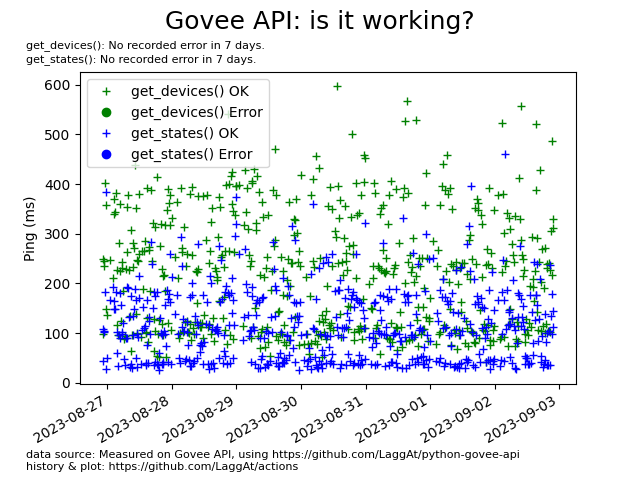 Govee API: is it working?
get_devices(): No recorded error in 7 days.
get_states(): No recorded error in 7 days.
get_devices() OK
get_devices() Error
get_states() OK
get_states() Error
Ping (ms)
600
500
400
300
200
100
0
2023-08-27
2023-08-28
2023-08-29
2023-08-30
2023-08-31
2023-09-01
2023-09-02
2023-09-03
data source: Measured on Govee API, using https://github.com/LaggAt/python-govee-api
history & plot: https://github.com/LaggAt/actions